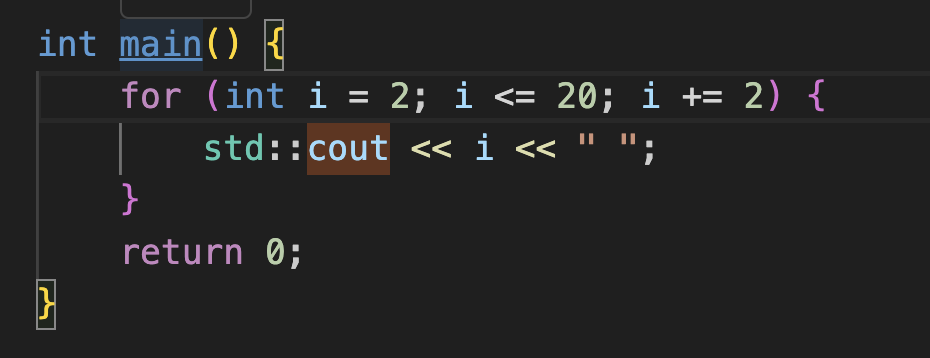 int main() {
    for (int i = 2; i <= 20; i += 2) {
        std::cout << i << " ";
    }
    return 0;
}